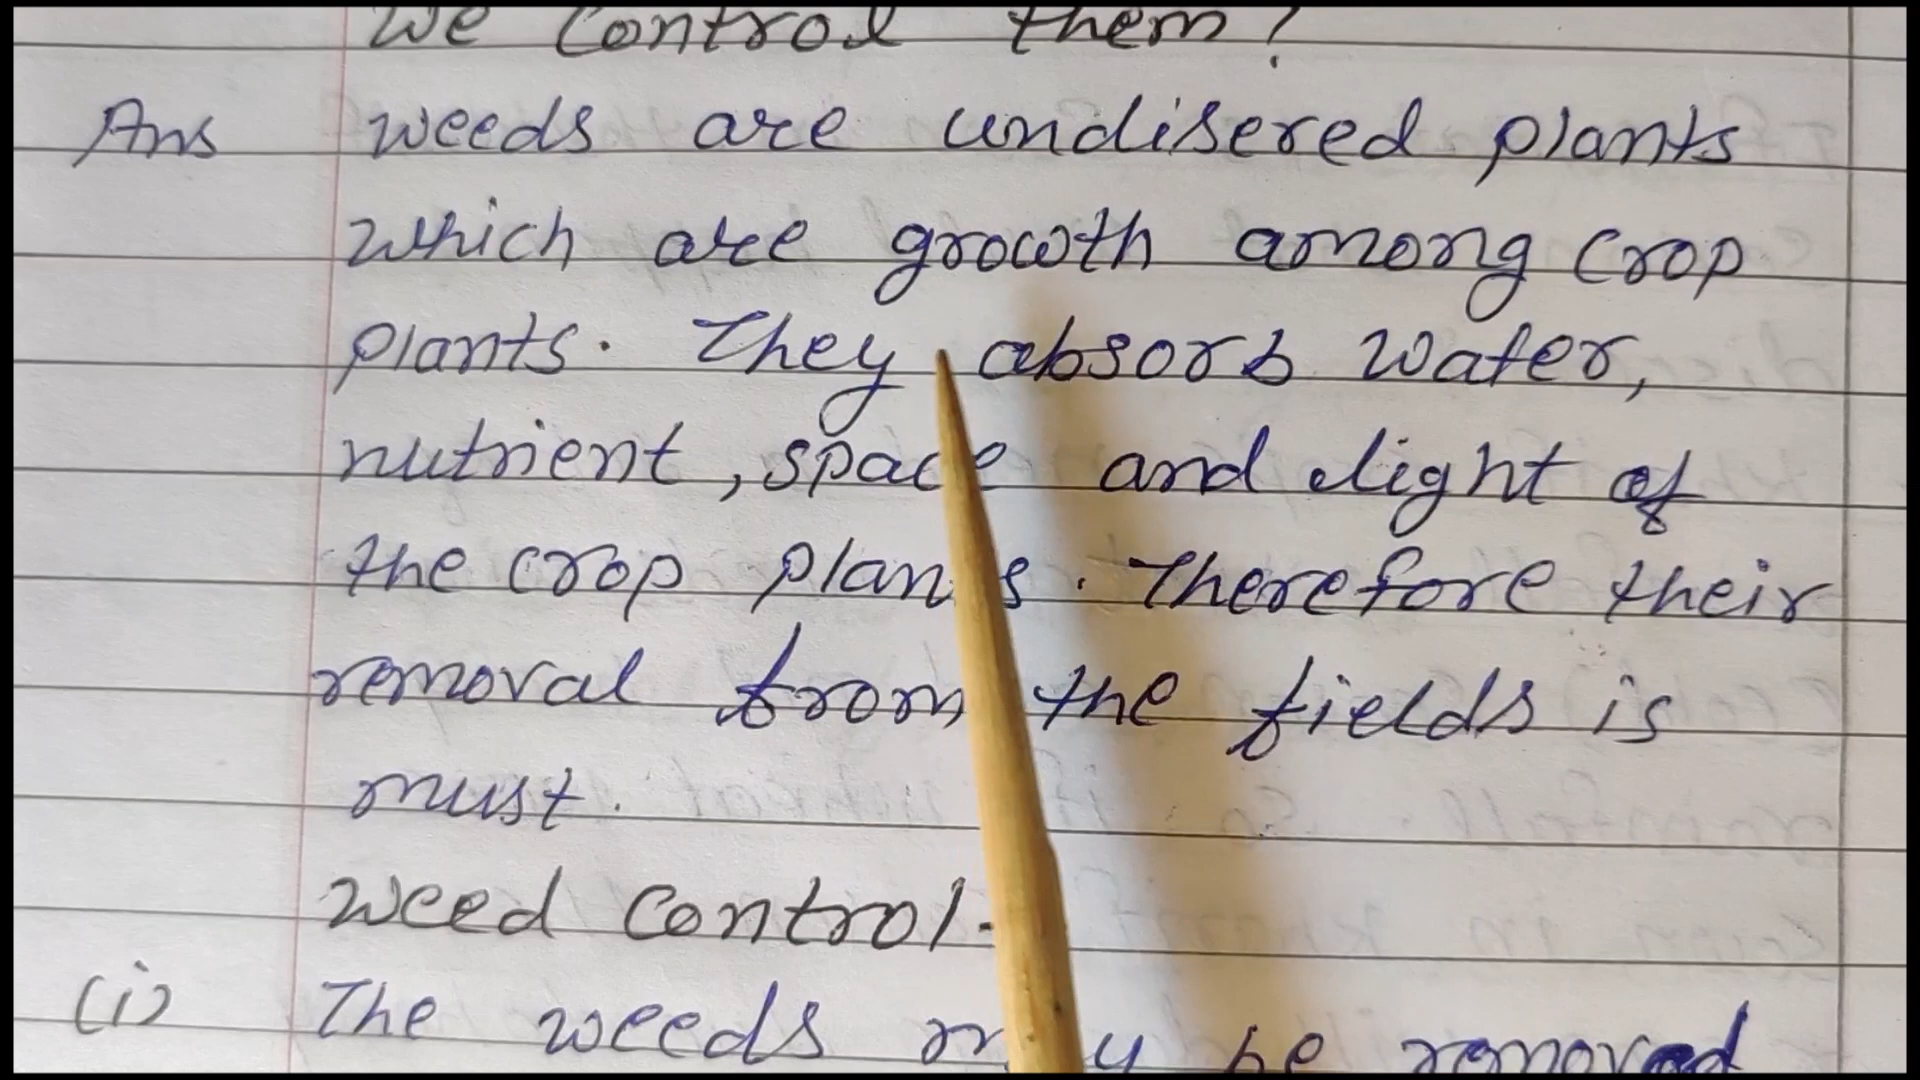 we control them?
Ans weeds are undisered plants
which are growth among crop
plants. They absorb water,
nutrient, space and light of
the crop plants. Therefore their
removal from the fields is
must.
weed control.
(i) The weeds may be removed